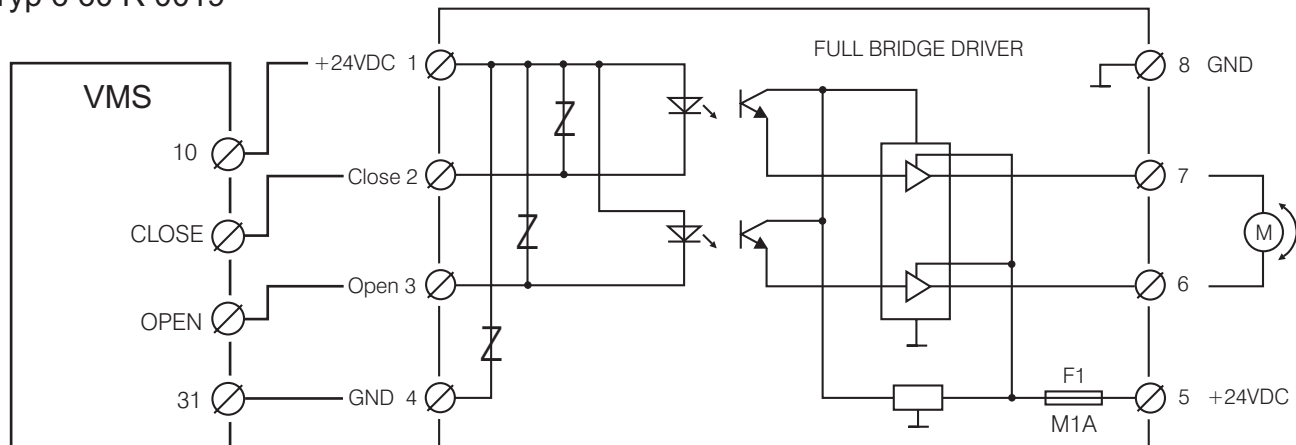 VMS
10
CLOSE
OPEN
31
+24VDC 1
Close 2
Open 3
GND 4
FULL BRIDGE DRIVER
8 GND
7
M
6
F1
M1A
5 +24VDC